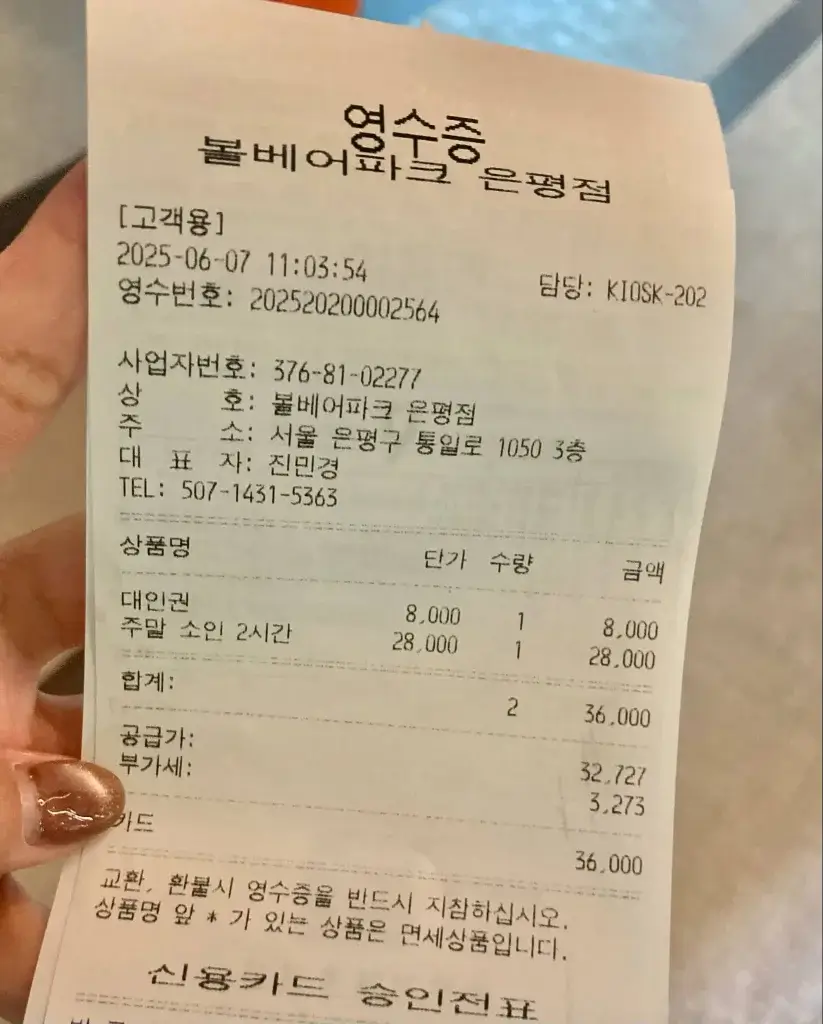 영수증
볼베어파크 은평점
[고객용]
2025-06-07 11:03:54 담당: KIOSK-202
영수번호: 202520200002564
사업자번호: 376-81-02277
상 호: 볼베어파크 은평점
주 소: 서울 은평구 통일로 1050 3층
대 표 자: 진민경
TEL: 507-1431-5363
상품명 단가 수량 금액
대인권 8,000 1 8,000
주말 소인 2시간 28,000 1 28,000
합계: 2 36,000
공급가: 32,727
부가세: 3,273
카드 36,000
교환, 환불시 영수증을 반드시 지참하십시오.
상품명 앞 * 가 있는 상품은 면세상품입니다.
신용카드 승인전표